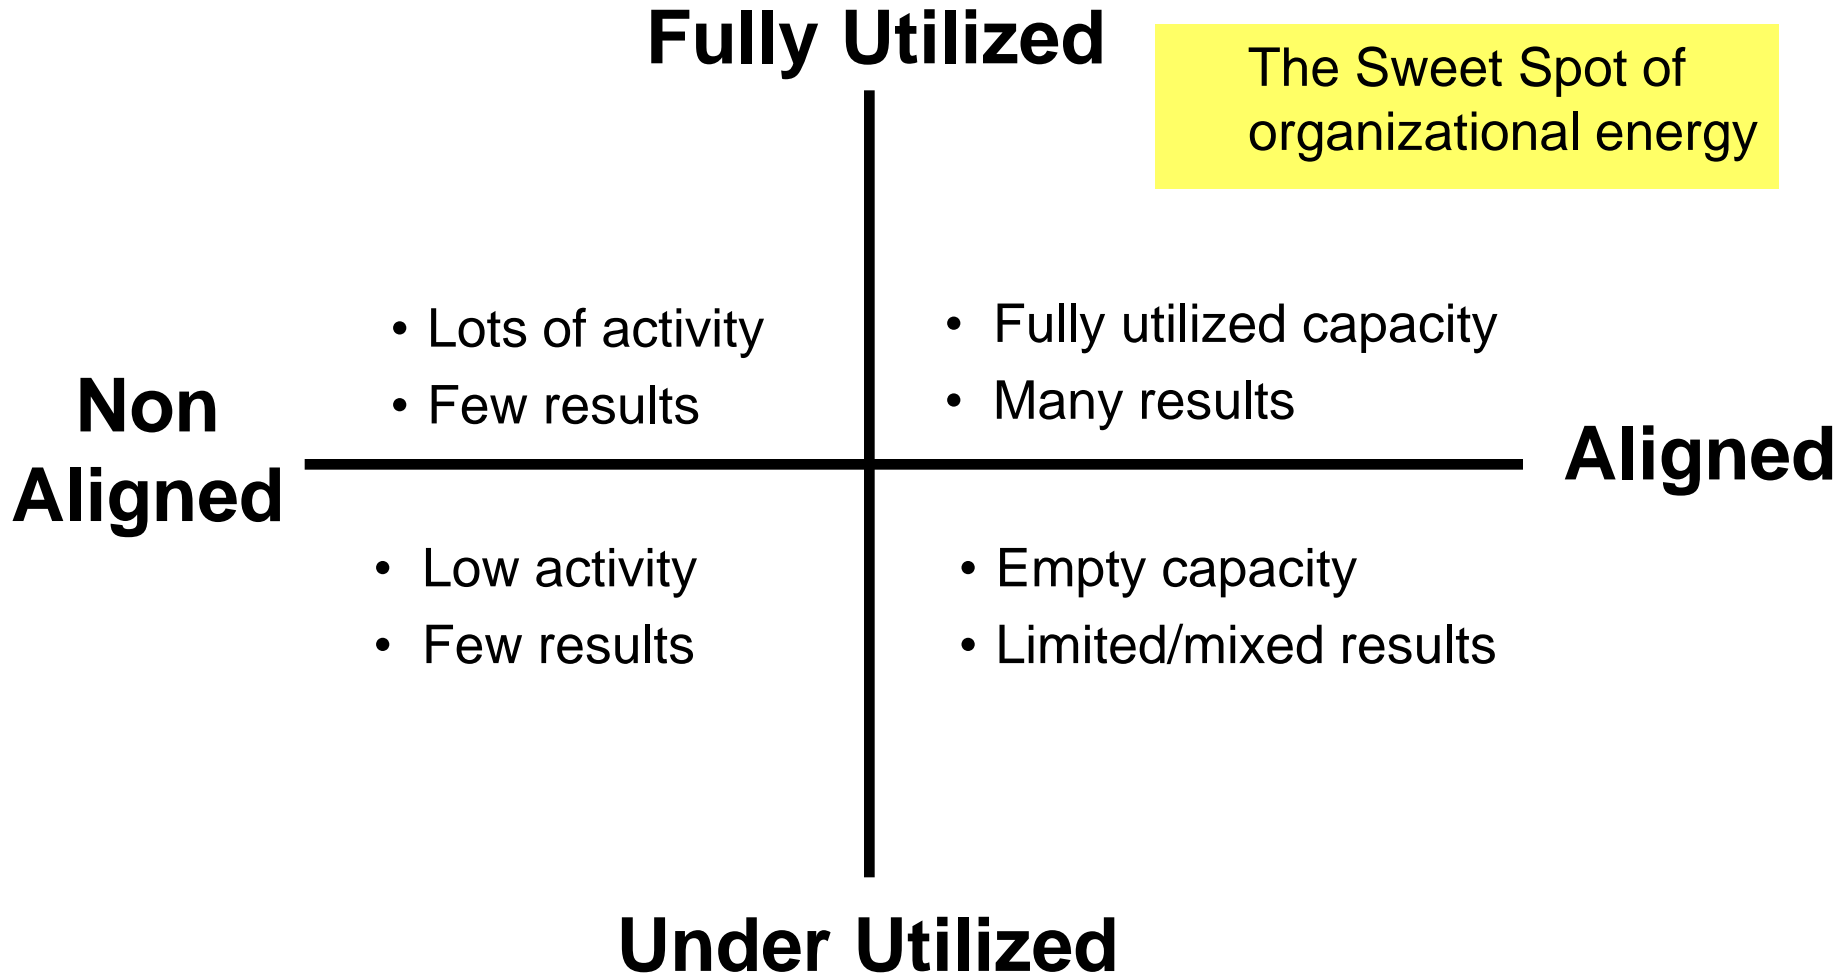 Fully Utilized
The Sweet Spot of
organizational energy
• Lots of activity
• Few results
• Fully utilized capacity
• Many results
Non
Aligned
Aligned
• Low activity
• Few results
• Empty capacity
• Limited/mixed results
Under Utilized